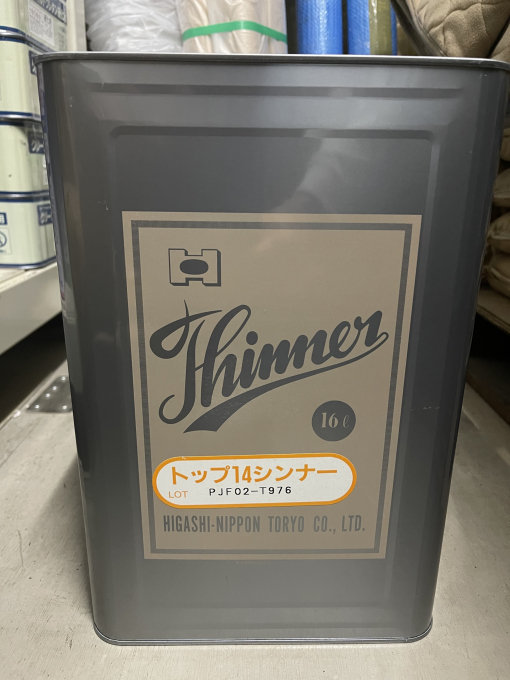 Thinner
16ℓ
トップ14シンナー
LOT PJF02-T976
HIGASHI-NIPPON TORYO CO., LTD.